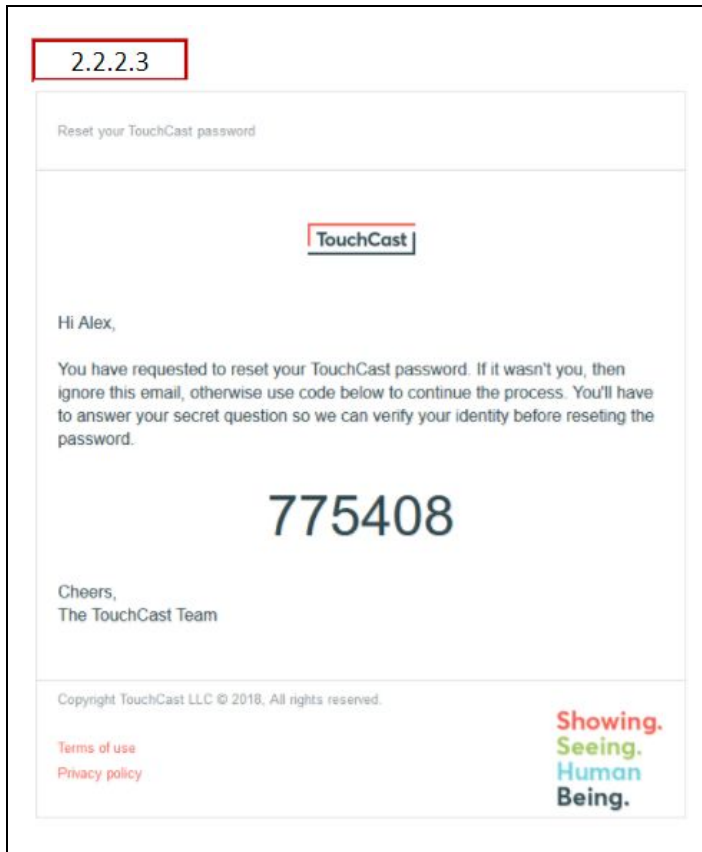 2.2.2.3
Reset your TouchCast password
TouchCast
Hi Alex,
You have requested to reset your TouchCast password. If it wasn't you, then
ignore this email, otherwise use code below to continue the process. You'll have
to answer your secret question so we can verify your identity before reseting the
password.
775408
Cheers,
The TouchCast Team
Copyright TouchCast LLC © 2018, All rights reserved.
Terms of use
Privacy policy
Showing.
Seeing.
Human
Being.